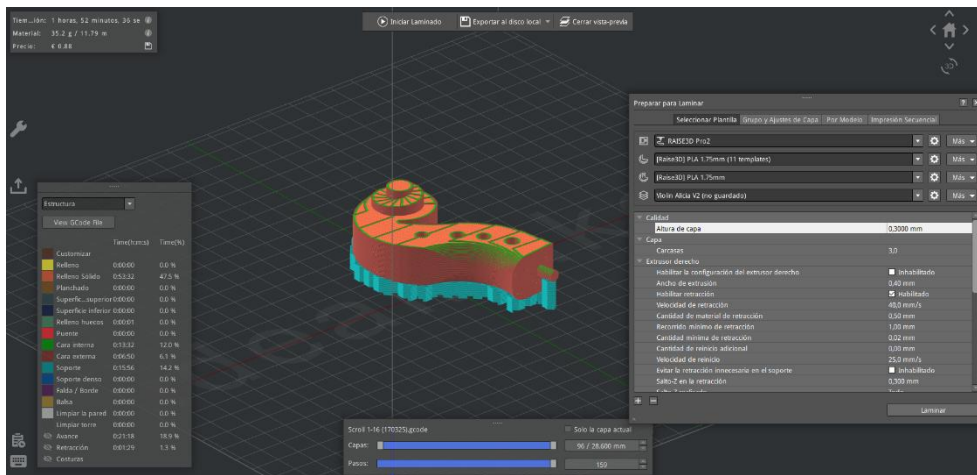 Tiem...ión: 1 horas, 52 minutos, 36 se
Material: 35.2 g / 11.79 m
Precio: € 0.88
Iniciar Laminado
Exportar al disco local
Cerrar vista-previa
Preparar para Laminar
Seleccionar Plantilla Grupo y Ajustes de Capa Por Modelo Impresión Secuencial
RAISE3D Pro2 Más
[Raise3D] PLA 1.75mm (11 templates) Más
[Raise3D] PLA 1.75mm Más
Violin Alicia V2 (no guardado) Más
Calidad
Altura de capa 0,3000 mm
Capa
Carcasas 3,0
Extrusor derecho
Habilitar la configuración del extrusor derecho Inhabilitado
Ancho de extrusión 0,40 mm
Habilitar retracción Habilitado
Velocidad de retracción 40,0 mm/s
Cantidad de material de retracción 0,50 mm
Recorrido mínimo de retracción 1,00 mm
Cantidad mínima de retracción 0,02 mm
Cantidad de reinicio adicional 0,00 mm
Velocidad de reinicio 25,0 mm/s
Evitar la retracción innecesaria en el soporte Inhabilitado
Salto-Z en la retracción 0,300 mm
Laminar
Estructura
View GCode File
Time(h:m:s) Time(%)
Customizar
Relleno 0:00:00 0.0 %
Relleno Sólido 0:53:32 47.5 %
Planchado 0:00:00 0.0 %
Superfic...superior 0:00:00 0.0 %
Superficie inferior 0:00:00 0.0 %
Relleno huecos 0:00:01 0.0 %
Puente 0:00:00 0.0 %
Cara interna 0:13:32 12.0 %
Cara externa 0:06:50 6.1 %
Soporte 0:15:56 14.2 %
Soporte denso 0:00:00 0.0 %
Falda / Borde 0:00:00 0.0 %
Balsa 0:00:00 0.0 %
Limpiar la pared 0:00:00 0.0 %
Limpiar torre 0:00:00 0.0 %
Avance 0:21:18 18.9 %
Retracción 0:01:29 1.3 %
Costuras
Scroll 1-16 (170325).gcode Solo la capa actual
Capas: 96 / 28.600 mm
Pasos: 159